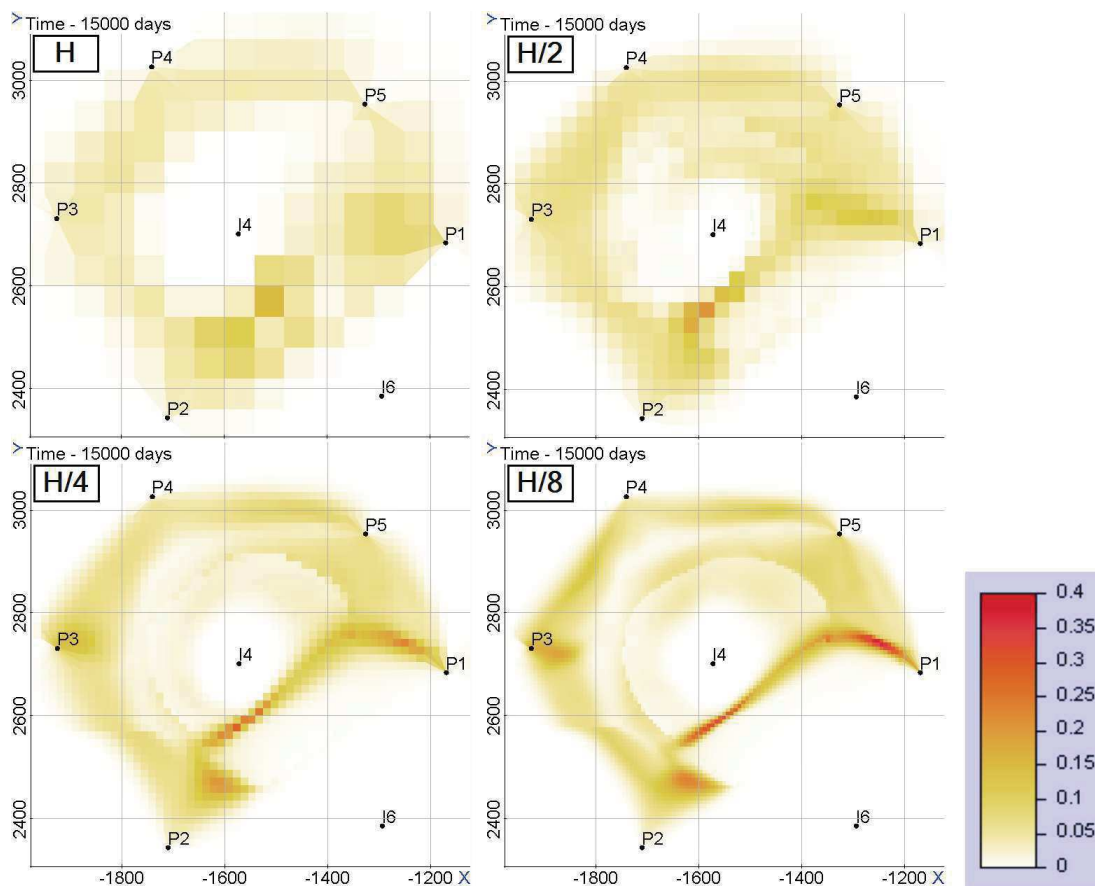 Y Time - 15000 days
H
P4
P5
P3
I4
P1
I6
P2
3000
2800
2600
2400
Y Time - 15000 days
H/2
P4
P5
P3
I4
P1
I6
P2
3000
2800
2600
2400
Y Time - 15000 days
H/4
P4
P5
P3
I4
P1
I6
P2
3000
2800
2600
2400
-1800 -1600 -1400 -1200 X
Y Time - 15000 days
H/8
P4
P5
P3
I4
P1
I6
P2
3000
2800
2600
2400
-1800 -1600 -1400 -1200 X
0.4
0.35
0.3
0.25
0.2
0.15
0.1
0.05
0